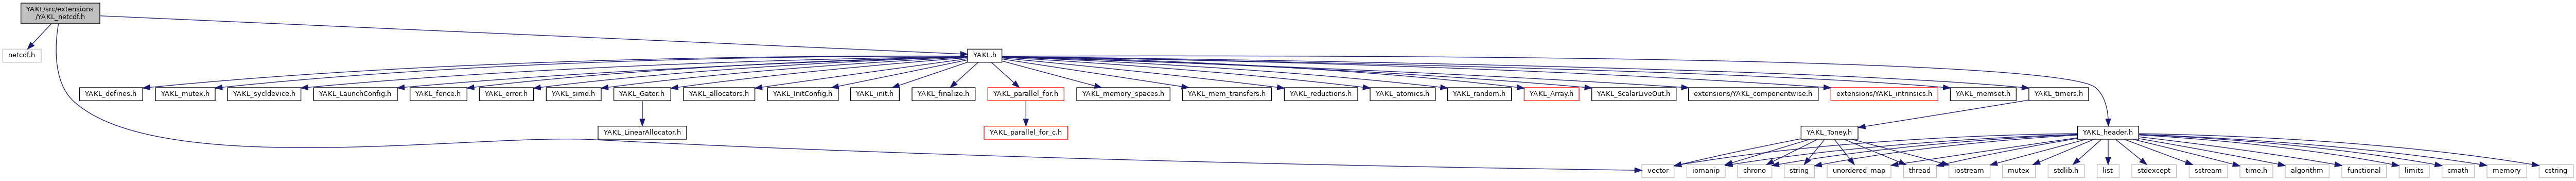 YAKL/src/extensions
/YAKL_netcdf.h
netcdf.h
YAKL.h
YAKL_defines.h
YAKL_mutex.h
YAKL_sycldevice.h
YAKL_LaunchConfig.h
YAKL_fence.h
YAKL_error.h
YAKL_simd.h
YAKL_Gator.h
YAKL_allocators.h
YAKL_InitConfig.h
YAKL_init.h
YAKL_finalize.h
YAKL_parallel_for.h
YAKL_memory_spaces.h
YAKL_mem_transfers.h
YAKL_reductions.h
YAKL_atomics.h
YAKL_random.h
YAKL_Array.h
YAKL_ScalarLiveOut.h
extensions/YAKL_componentwise.h
extensions/YAKL_intrinsics.h
YAKL_memset.h
YAKL_timers.h
YAKL_LinearAllocator.h
YAKL_parallel_for_c.h
YAKL_Toney.h
YAKL_header.h
vector
iomanip
chrono
string
unordered_map
thread
iostream
mutex
stdlib.h
list
stdexcept
sstream
time.h
algorithm
functional
limits
cmath
memory
cstring